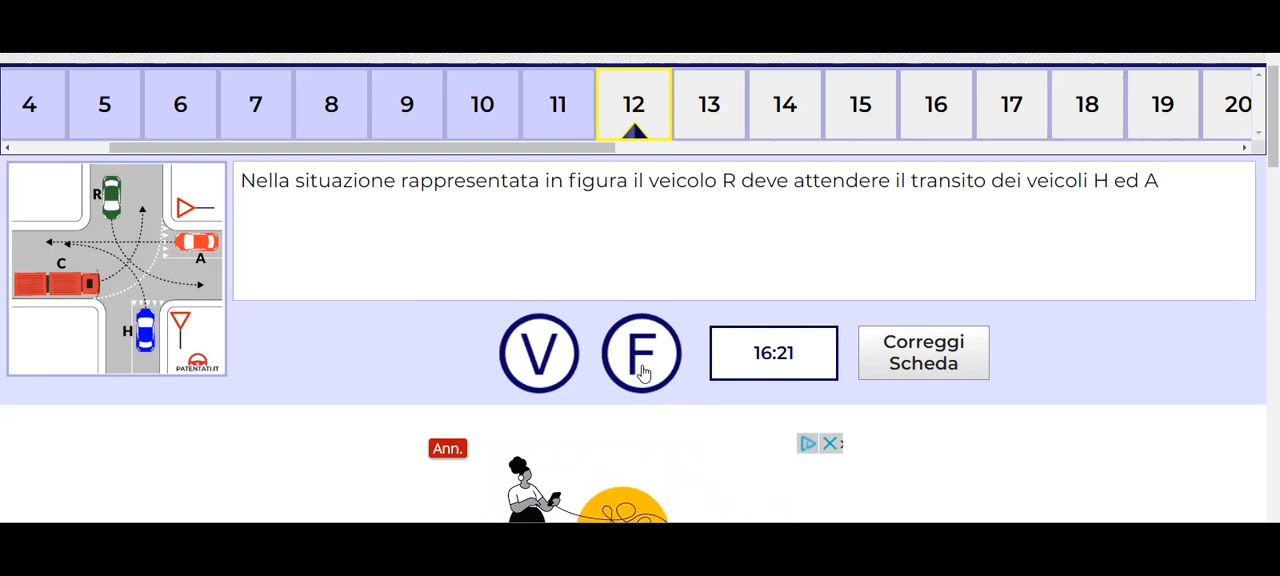 4 5 6 7 8 9 10 11 12 13 14 15 16 17 18 19 20
Nella situazione rappresentata in figura il veicolo R deve attendere il transito dei veicoli H ed A
R
C
A
H
PATENTATI.IT
V F 16:21 Correggi
Scheda
Ann.